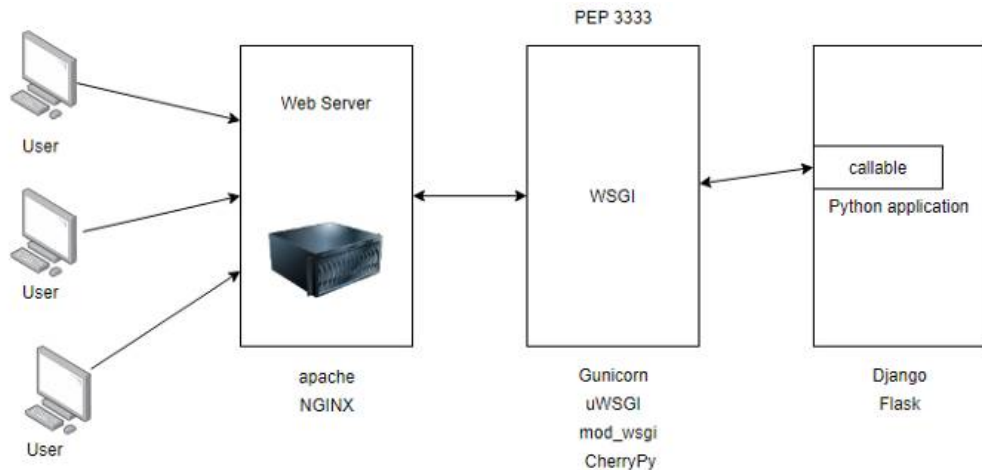 PEP 3333
User
User
User
Web Server
apache
NGINX
WSGI
Gunicorn
uWSGI
mod_wsgi
CherryPy
callable
Python application
Django
Flask